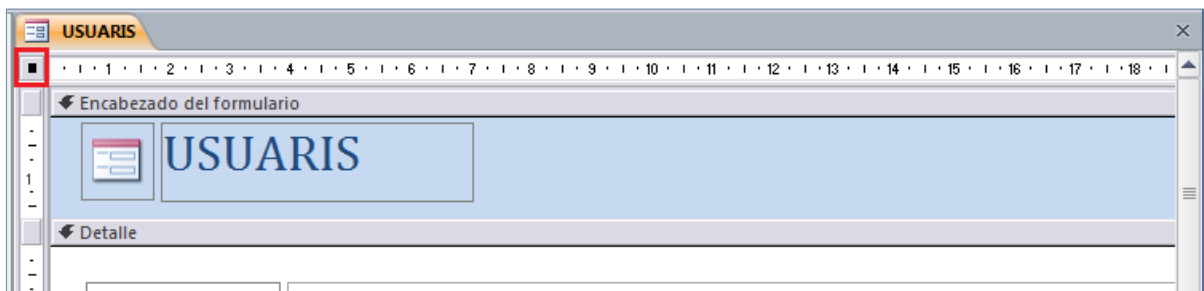 USUARIS
1 2 3 4 5 6 7 8 9 10 11 12 13 14 15 16 17 18
Encabezado del formulario
USUARIS
1
Detalle